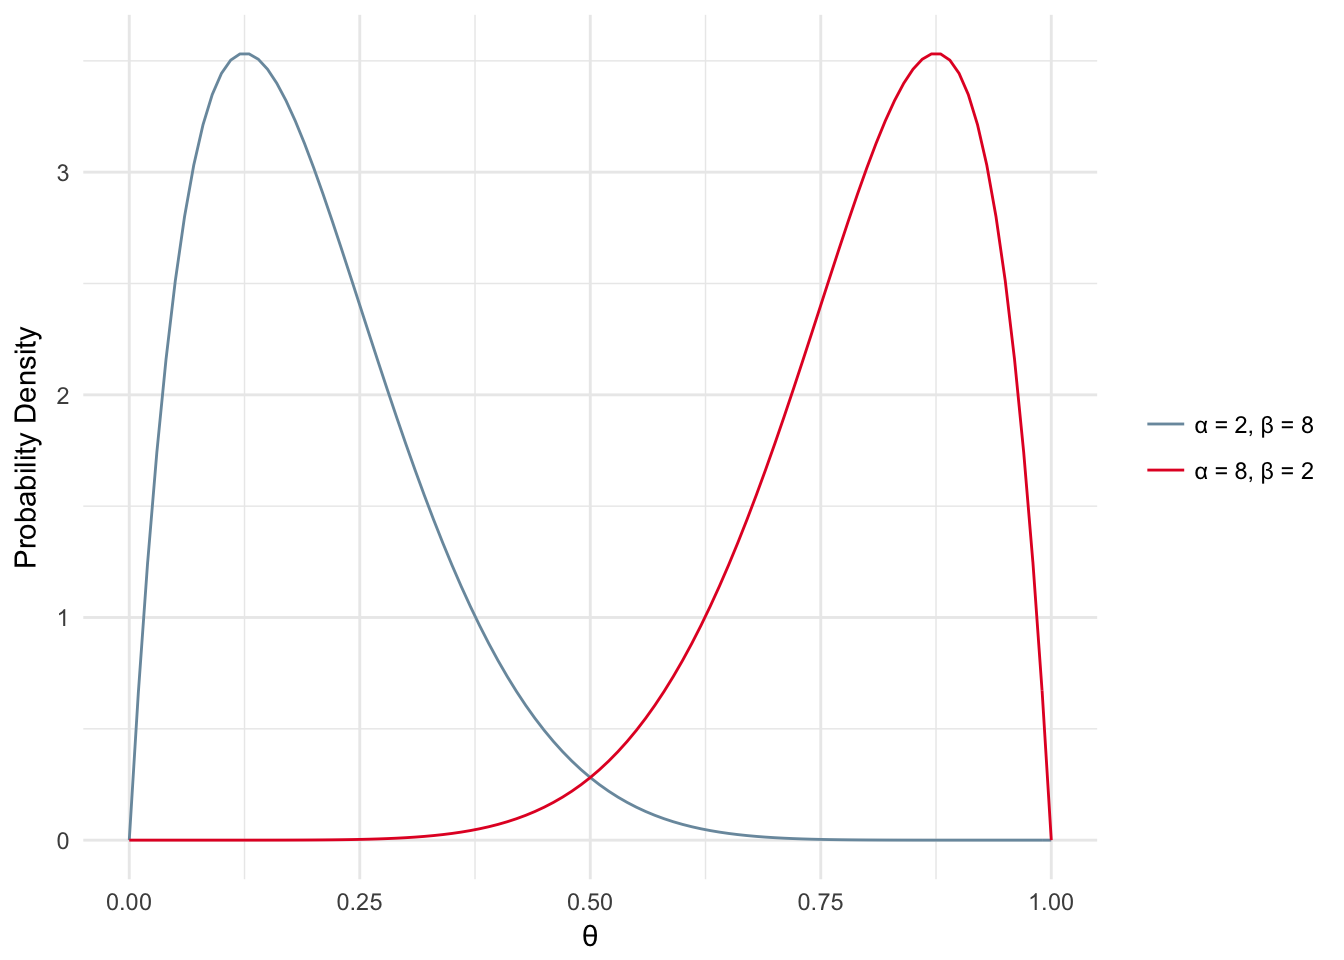 Probability Density
3
2
1
0
0.00 0.25 0.50 0.75 1.00
θ
α = 2, β = 8
α = 8, β = 2